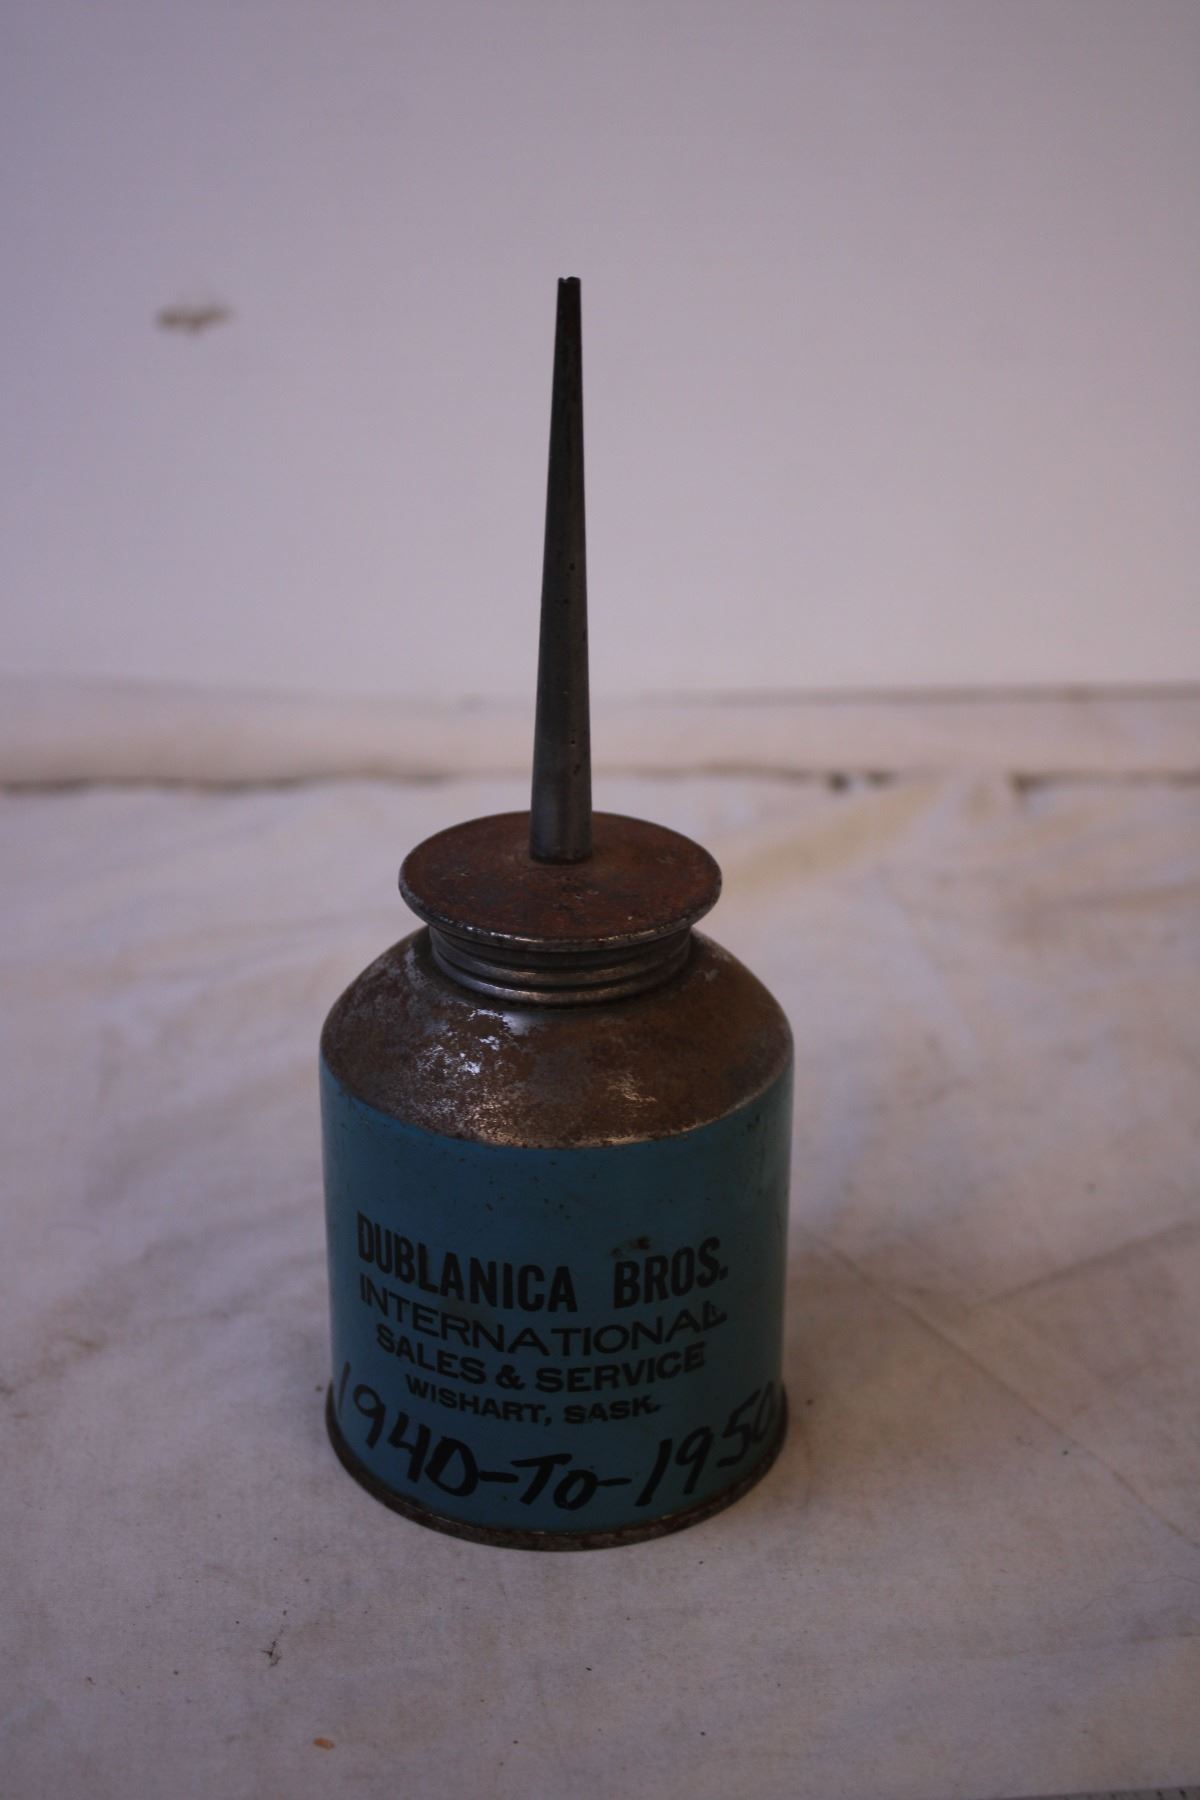 DUBLANICA BROS.
INTERNATIONAL
SALES & SERVICE
WISHART, SASK.
1940-TO-1950